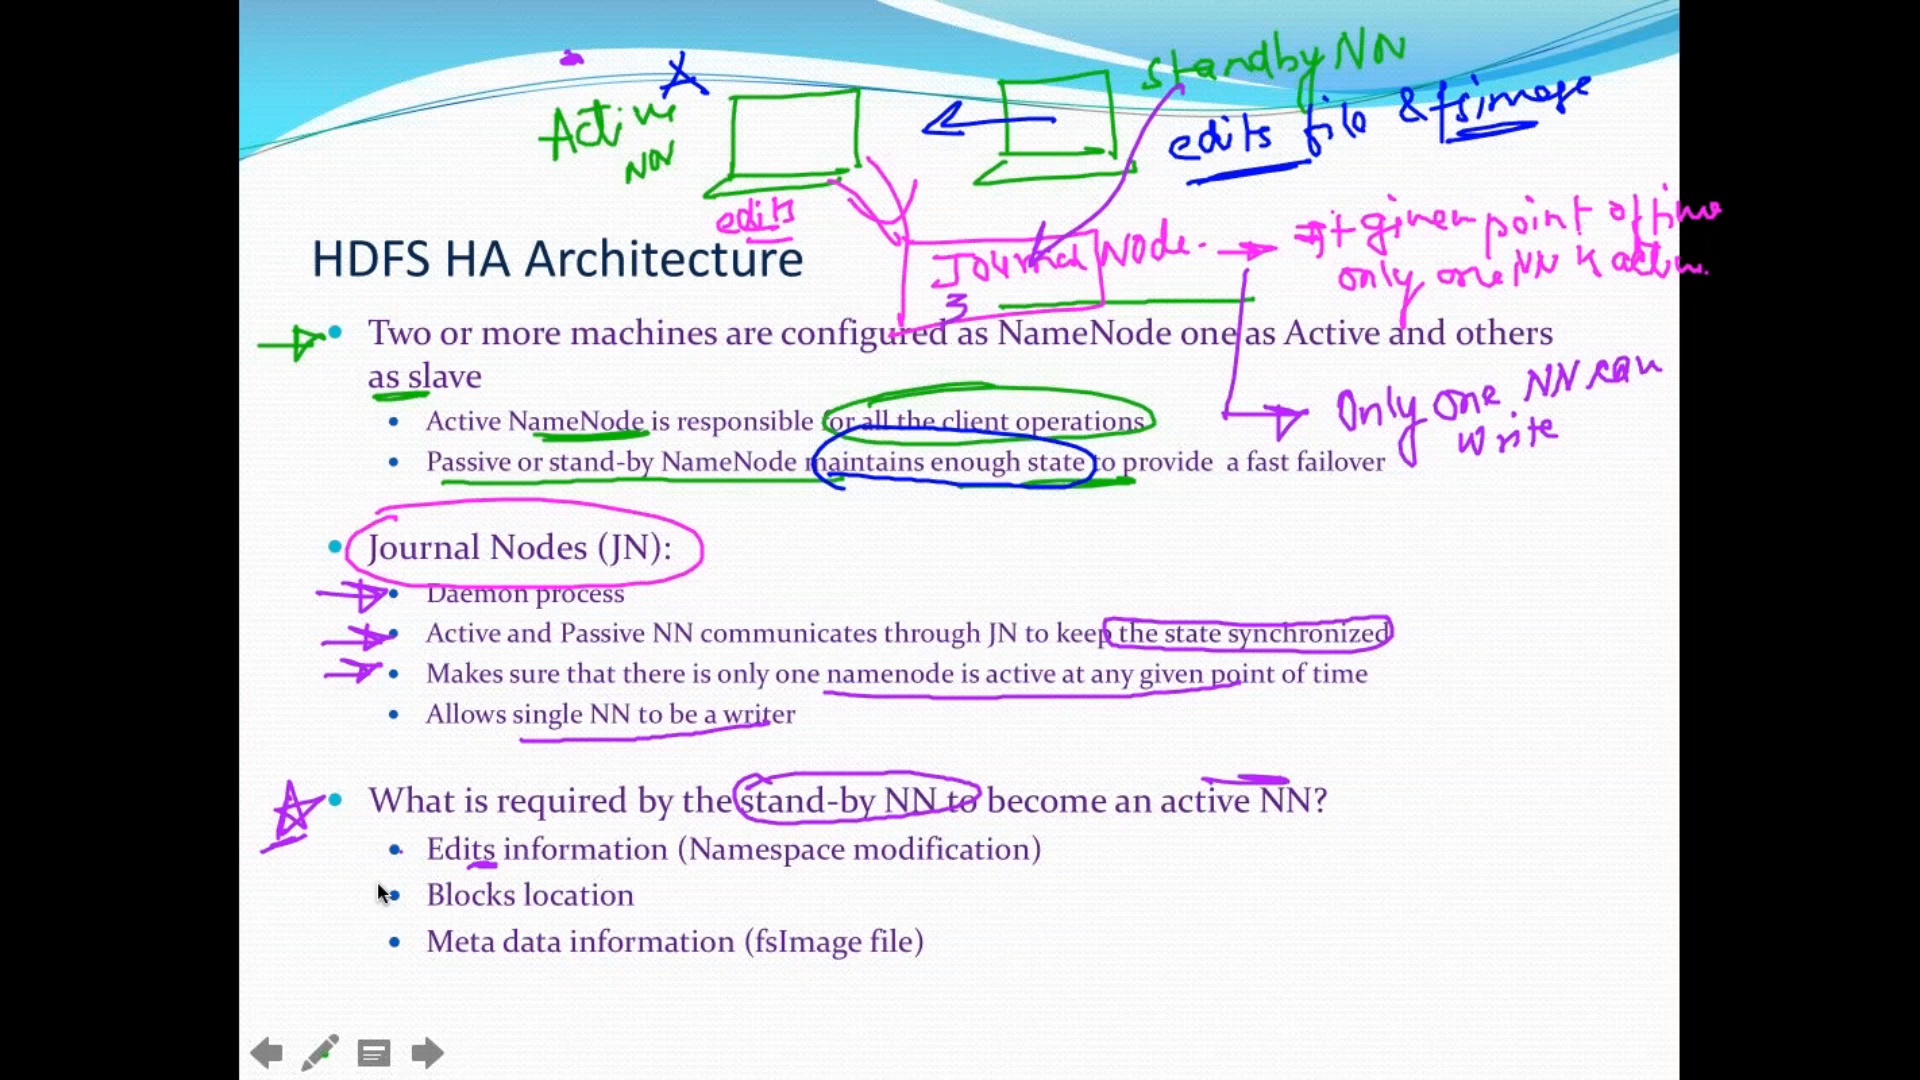 Standby NN
Active
NN
edits file & fsimage
edits
Journal Node.
3
given point of time
only one NN is active.
HDFS HA Architecture
Two or more machines are configured as NameNode one as Active and others
as slave
Only one NN can
write
Active NameNode is responsible for all the client operations
Passive or stand-by NameNode maintains enough state to provide a fast failover
Journal Nodes (JN):
Daemon process
Active and Passive NN communicates through JN to keep the state synchronized
Makes sure that there is only one namenode is active at any given point of time
Allows single NN to be a writer
What is required by the stand-by NN to become an active NN?
Edits information (Namespace modification)
Blocks location
Meta data information (fsImage file)